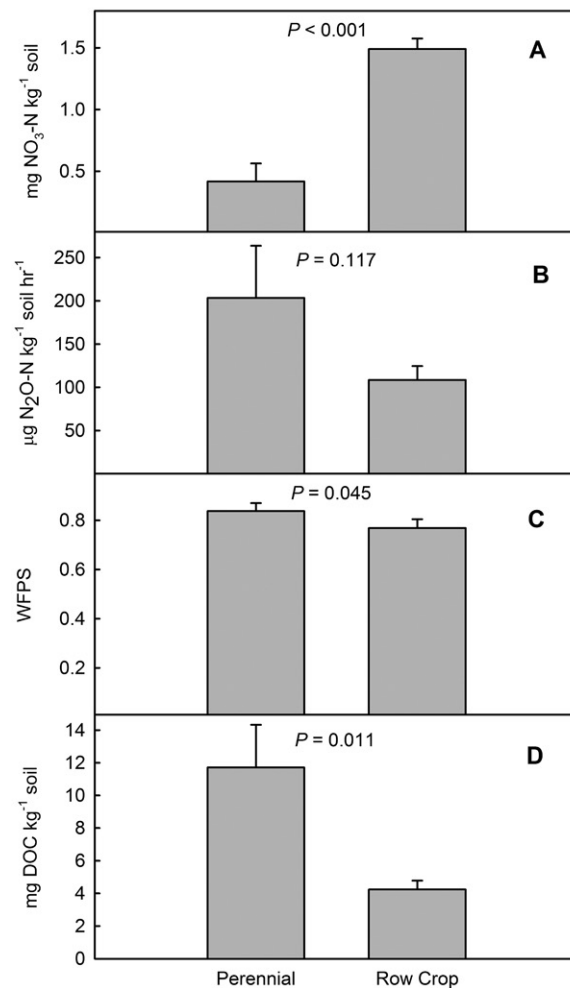 P < 0.001
A
1.5
1.0
0.5
mg NO₃-N kg⁻¹ soil
P = 0.117
B
250
200
150
100
50
µg N₂O-N kg⁻¹ soil hr⁻¹
P = 0.045
C
0.8
0.6
0.4
0.2
WFPS
P = 0.011
D
14
12
10
8
6
4
2
0
mg DOC kg⁻¹ soil
Perennial Row Crop